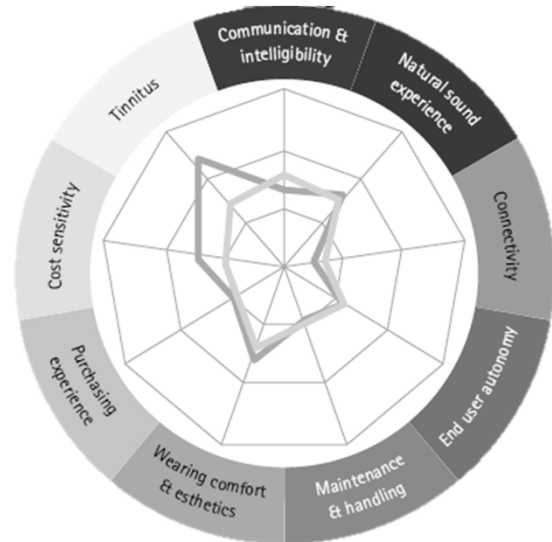 Communication &
intelligibility
Natural sound
experience
Connectivity
End user autonomy
Maintenance
& handling
Wearing comfort
& esthetics
Purchasing
experience
Cost sensitivity
Tinnitus